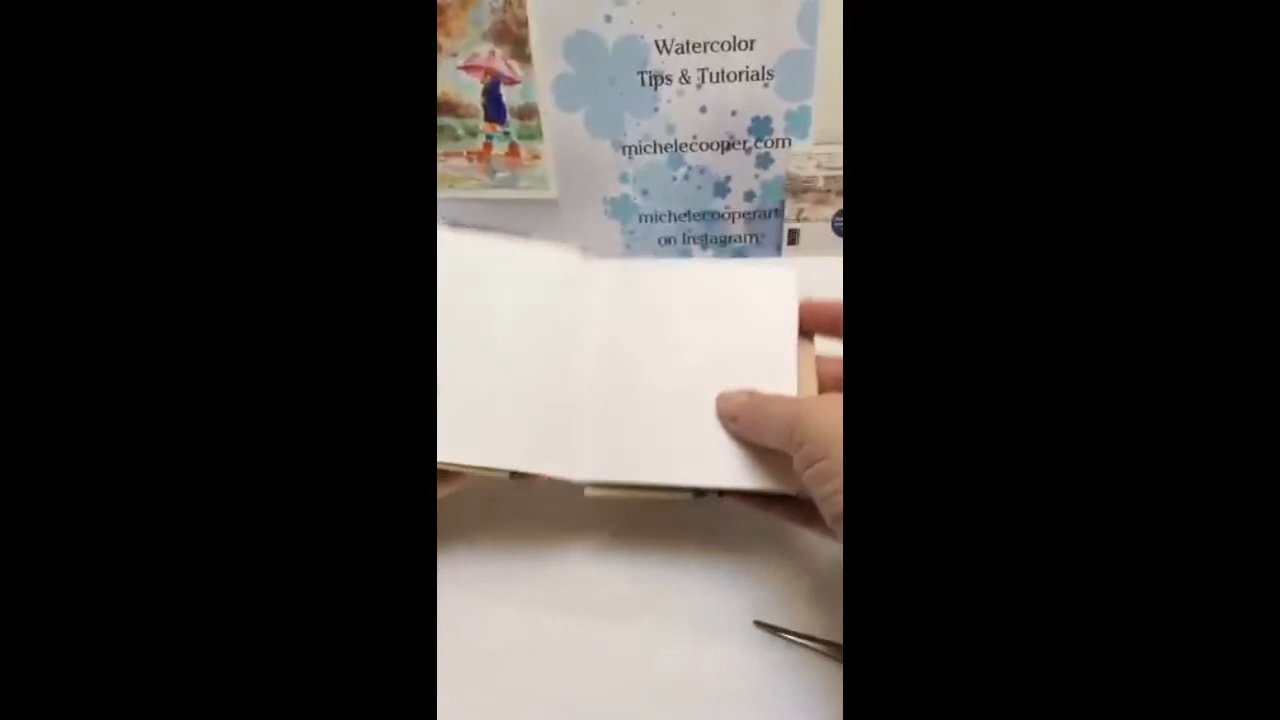 Watercolor
Tips & Tutorials
michelecooper.com
michelecooperart
on Instagram